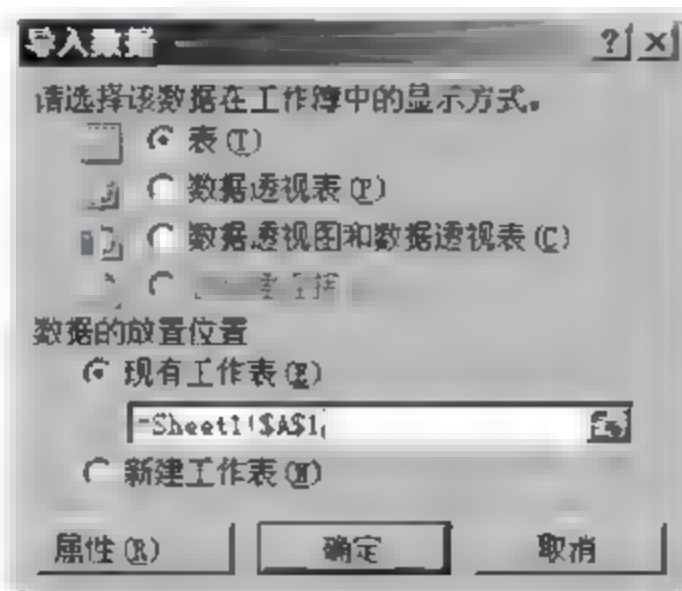 导入数据
请选择该数据在工作簿中的显示方式。
表(T)
数据透视表(P)
数据透视图和数据透视表(C)
数据的放置位置
现有工作表(E)
=Sheet1!$A$1
新建工作表(N)
属性(R) 确定 取消